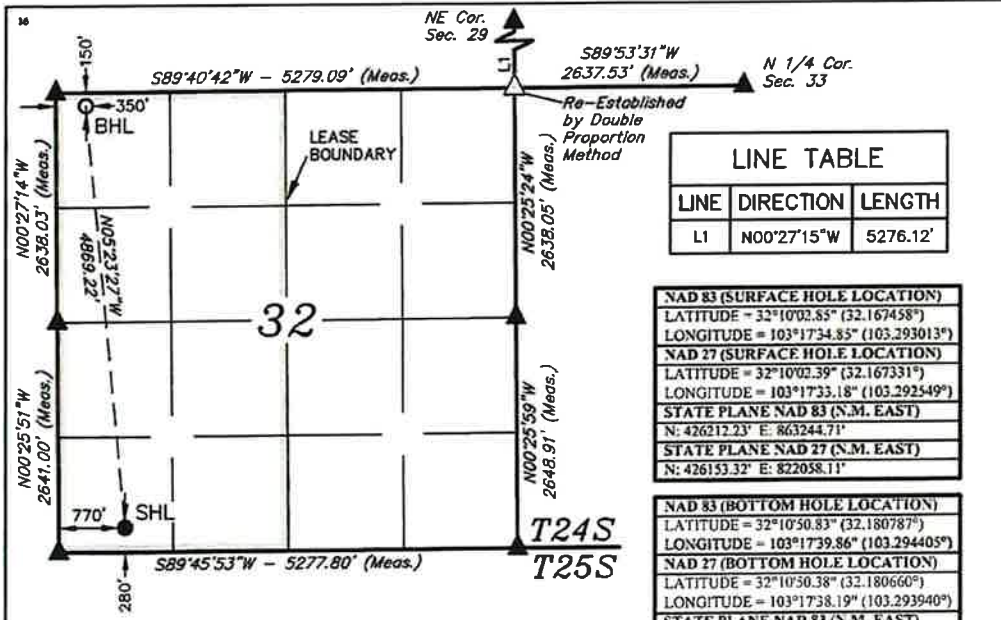 16
NE Cor.
Sec. 29
150'
S89°40'42"W – 5279.09' (Meas.)
L1
S89°53'31"W
2637.53' (Meas.)
N 1/4 Cor.
Sec. 33
350'
BHL
LEASE
BOUNDARY
Re-Established
by Double
Proportion
Method
N00°27'14"W
2638.03' (Meas.)
N05°23'27"W
4869.22'
N00°25'24"W
2638.05' (Meas.)
32
N00°25'51"W
2641.00' (Meas.)
N00°25'59"W
2648.91' (Meas.)
770'
SHL
T24S
T25S
S89°45'53"W – 5277.80' (Meas.)
280'
LINE TABLE
LINE DIRECTION LENGTH
L1 N00°27'15"W 5276.12'
NAD 83 (SURFACE HOLE LOCATION)
LATITUDE = 32°10'02.85" (32.167458°)
LONGITUDE = 103°17'34.85" (103.293013°)
NAD 27 (SURFACE HOLE LOCATION)
LATITUDE = 32°10'02.39" (32.167331°)
LONGITUDE = 103°17'33.18" (103.292549°)
STATE PLANE NAD 83 (N.M. EAST)
N: 426212.23' E: 863244.71'
STATE PLANE NAD 27 (N.M. EAST)
N: 426153.32' E: 822058.11'
NAD 83 (BOTTOM HOLE LOCATION)
LATITUDE = 32°10'50.83" (32.180787°)
LONGITUDE = 103°17'39.86" (103.294405°)
NAD 27 (BOTTOM HOLE LOCATION)
LATITUDE = 32°10'50.38" (32.180660°)
LONGITUDE = 103°17'38.19" (103.293940°)
STATE PLANE NAD 83 (N.M. EAST)